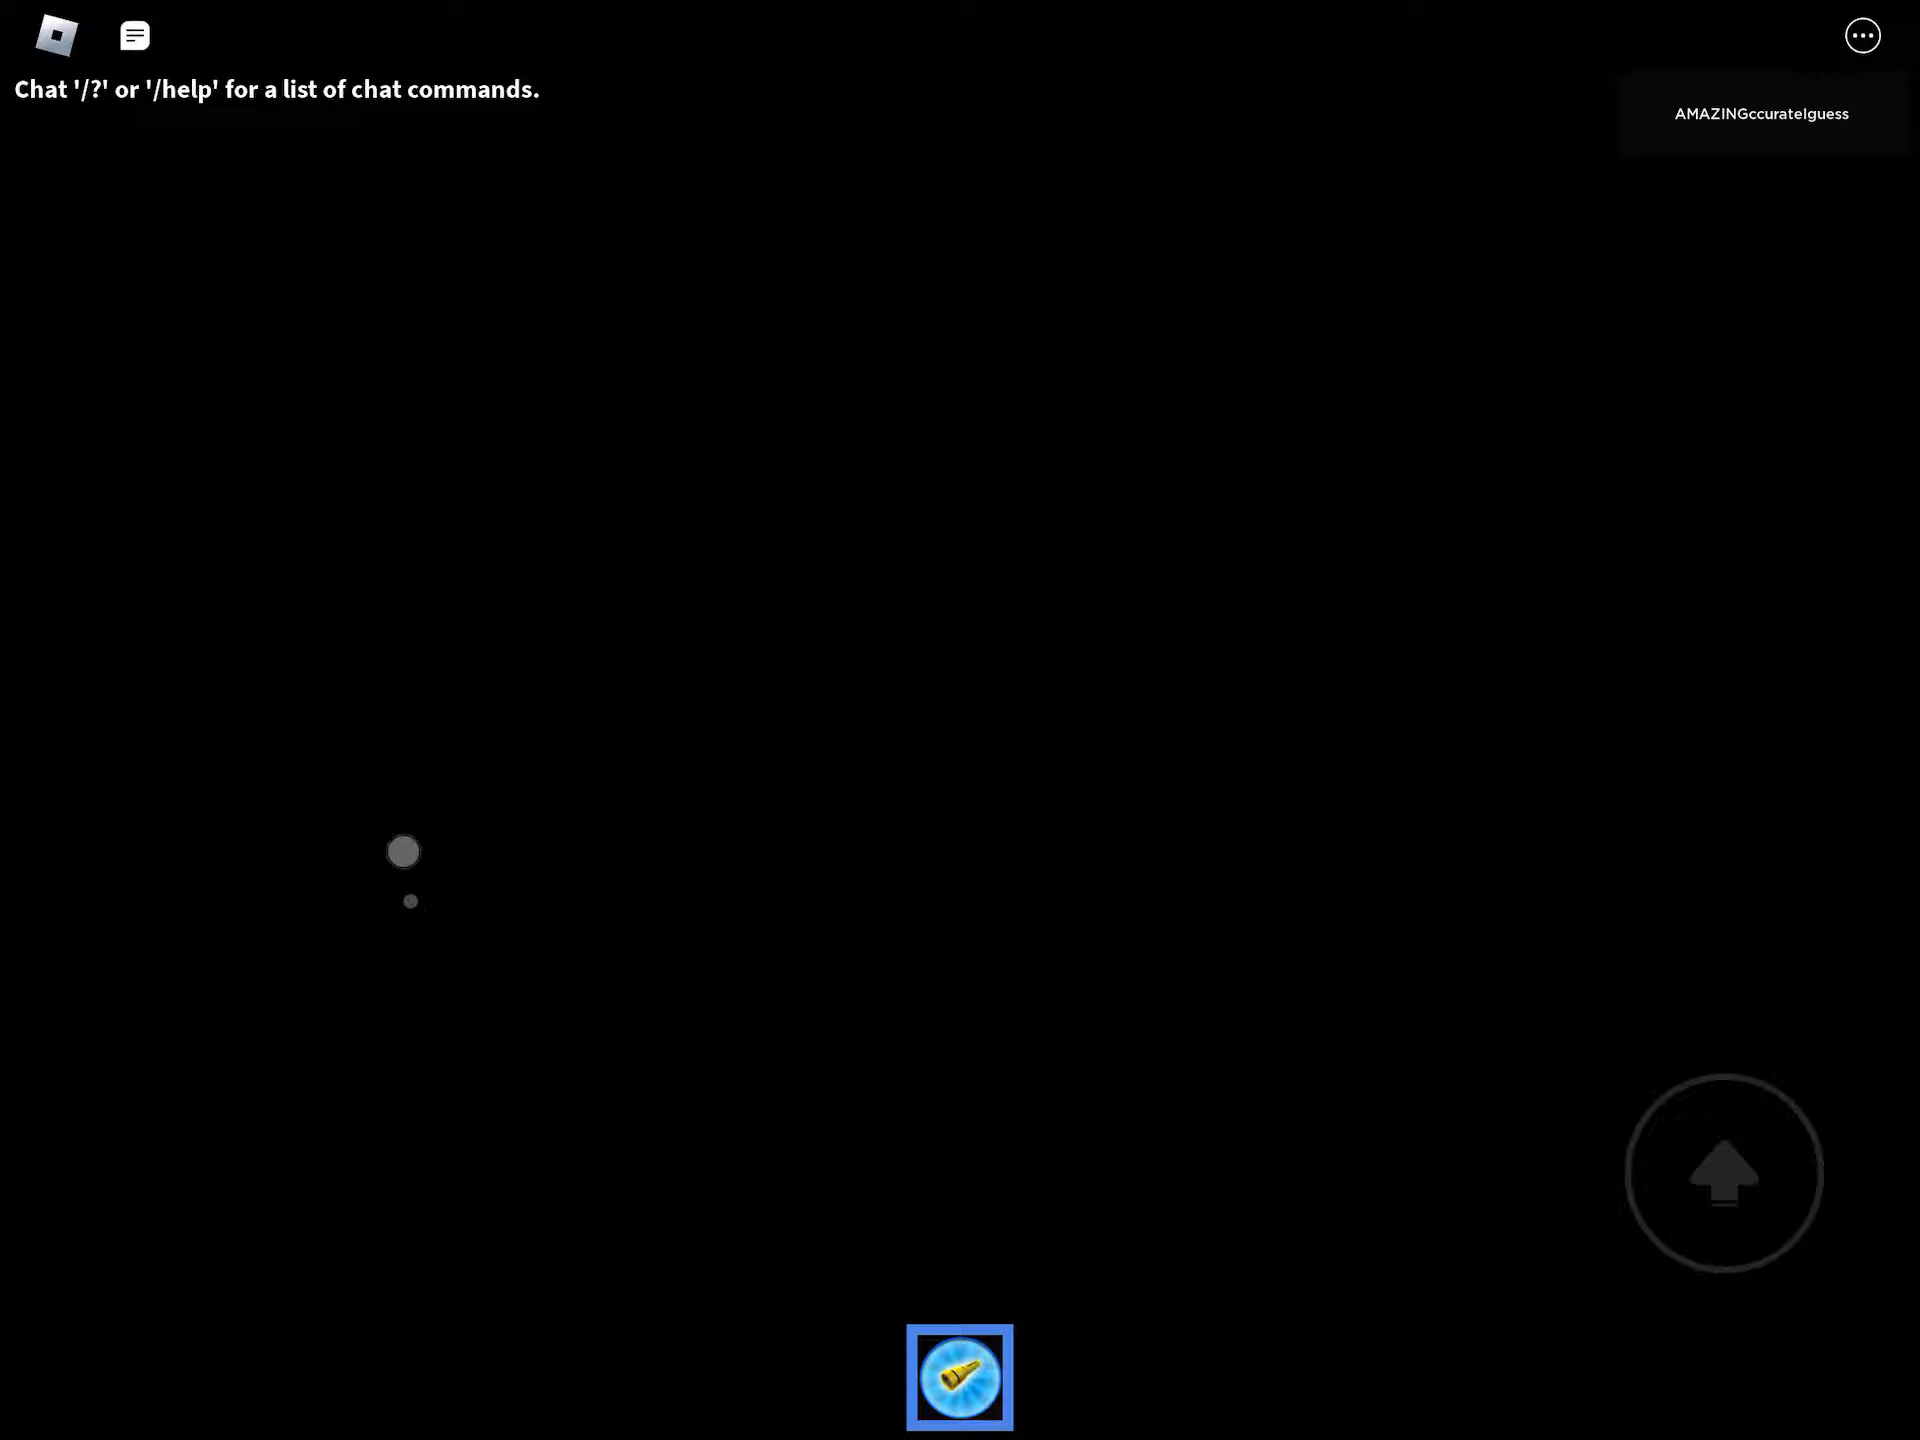 Chat '/?' or '/help' for a list of chat commands.
AMAZINGccurateIguess